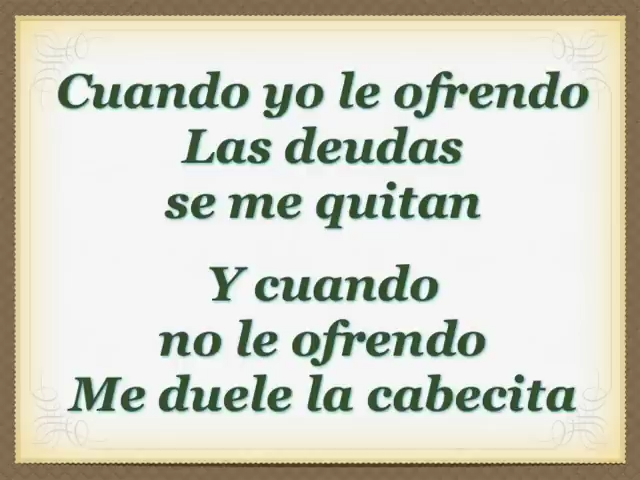 Cuando yo le ofrendo
Las deudas
se me quitan
Y cuando
no le ofrendo
Me duele la cabecita